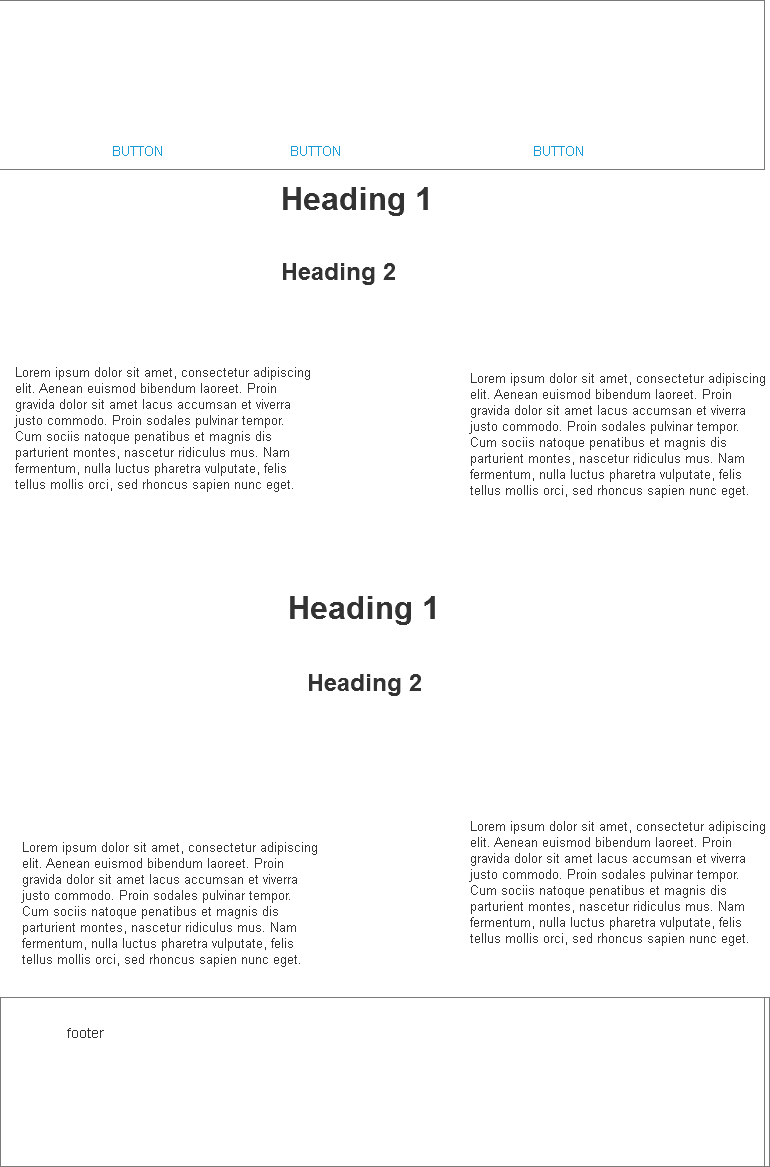 BUTTON BUTTON BUTTON
Heading 1
Heading 2
Lorem ipsum dolor sit amet, consectetur adipiscing
elit. Aenean euismod bibendum laoreet. Proin
gravida dolor sit amet lacus accumsan et viverra
justo commodo. Proin sodales pulvinar tempor.
Cum sociis natoque penatibus et magnis dis
parturient montes, nascetur ridiculus mus. Nam
fermentum, nulla luctus pharetra vulputate, felis
tellus mollis orci, sed rhoncus sapien nunc eget.
Lorem ipsum dolor sit amet, consectetur adipiscing
elit. Aenean euismod bibendum laoreet. Proin
gravida dolor sit amet lacus accumsan et viverra
justo commodo. Proin sodales pulvinar tempor.
Cum sociis natoque penatibus et magnis dis
parturient montes, nascetur ridiculus mus. Nam
fermentum, nulla luctus pharetra vulputate, felis
tellus mollis orci, sed rhoncus sapien nunc eget.
Heading 1
Heading 2
Lorem ipsum dolor sit amet, consectetur adipiscing
elit. Aenean euismod bibendum laoreet. Proin
gravida dolor sit amet lacus accumsan et viverra
justo commodo. Proin sodales pulvinar tempor.
Cum sociis natoque penatibus et magnis dis
parturient montes, nascetur ridiculus mus. Nam
fermentum, nulla luctus pharetra vulputate, felis
tellus mollis orci, sed rhoncus sapien nunc eget.
Lorem ipsum dolor sit amet, consectetur adipiscing
elit. Aenean euismod bibendum laoreet. Proin
gravida dolor sit amet lacus accumsan et viverra
justo commodo. Proin sodales pulvinar tempor.
Cum sociis natoque penatibus et magnis dis
parturient montes, nascetur ridiculus mus. Nam
fermentum, nulla luctus pharetra vulputate, felis
tellus mollis orci, sed rhoncus sapien nunc eget.
footer